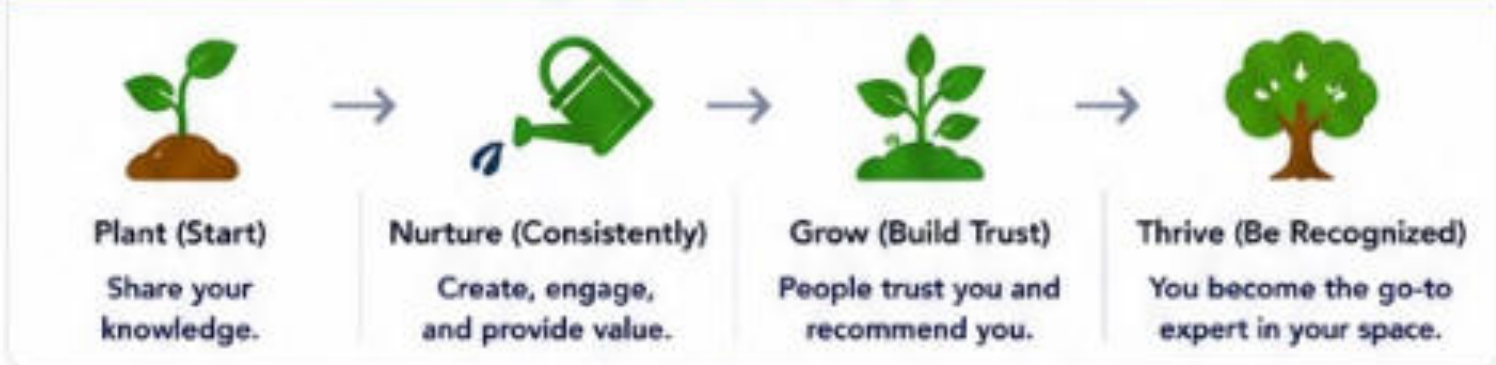 Plant (Start)
Share your
knowledge.
Nurture (Consistently)
Create, engage,
and provide value.
Grow (Build Trust)
People trust you and
recommend you.
Thrive (Be Recognized)
You become the go-to
expert in your space.